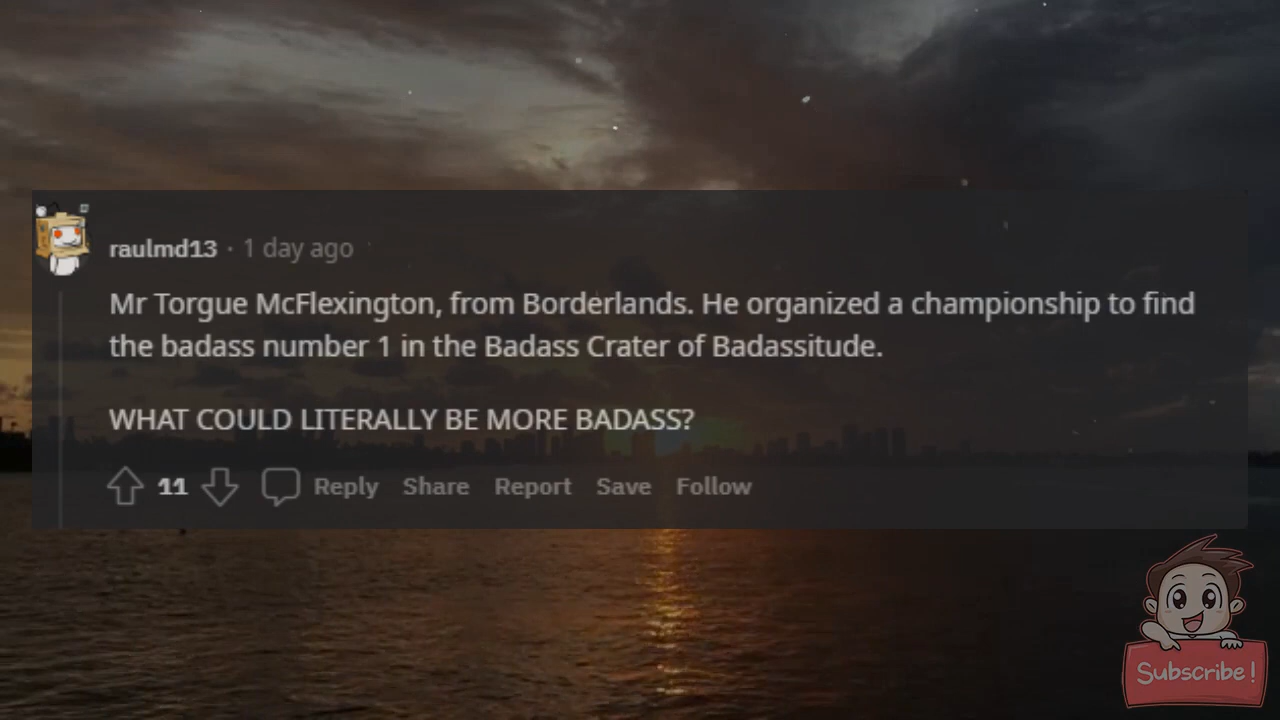 raulmd13 · 1 day ago
Mr Torgue McFlexington, from Borderlands. He organized a championship to find
the badass number 1 in the Badass Crater of Badassitude.
WHAT COULD LITERALLY BE MORE BADASS?
11 Reply Share Report Save Follow
Subscribe!